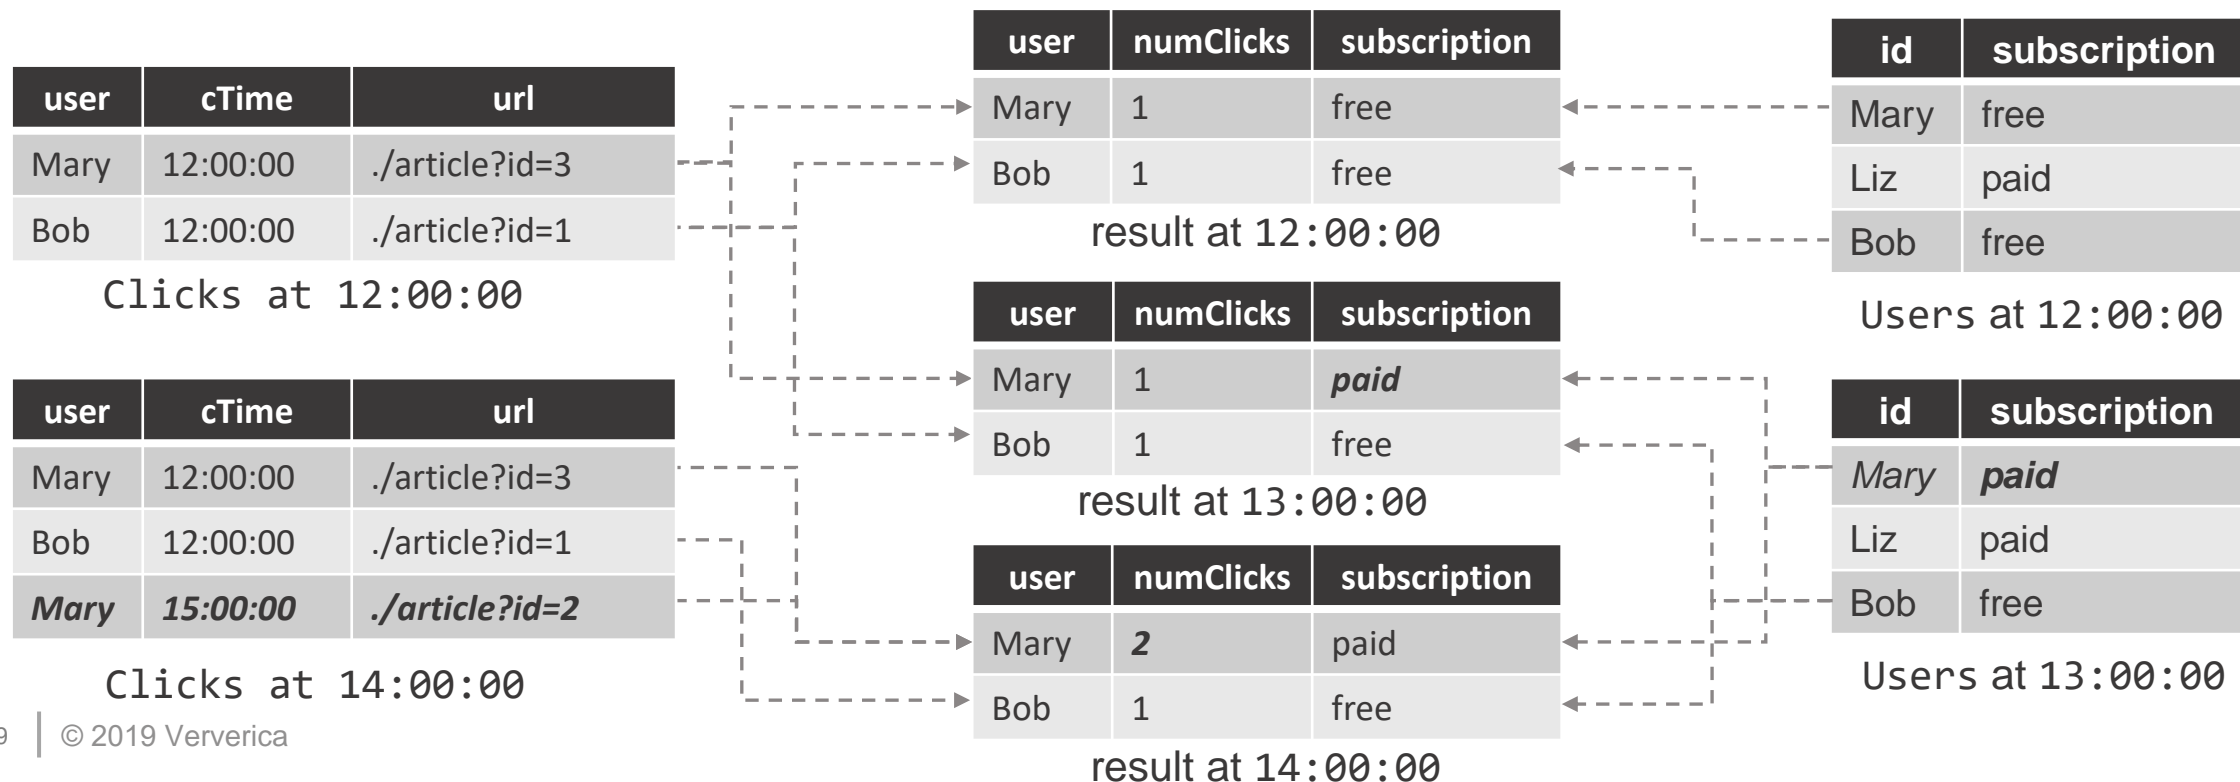 user cTime url
Mary 12:00:00 ./article?id=3
Bob 12:00:00 ./article?id=1
Clicks at 12:00:00
user cTime url
Mary 12:00:00 ./article?id=3
Bob 12:00:00 ./article?id=1
Mary 15:00:00 ./article?id=2
Clicks at 14:00:00
user numClicks subscription
Mary 1 free
Bob 1 free
result at 12:00:00
user numClicks subscription
Mary 1 paid
Bob 1 free
result at 13:00:00
user numClicks subscription
Mary 2 paid
Bob 1 free
result at 14:00:00
id subscription
Mary free
Liz paid
Bob free
Users at 12:00:00
id subscription
Mary paid
Liz paid
Bob free
Users at 13:00:00
9 © 2019 Ververica